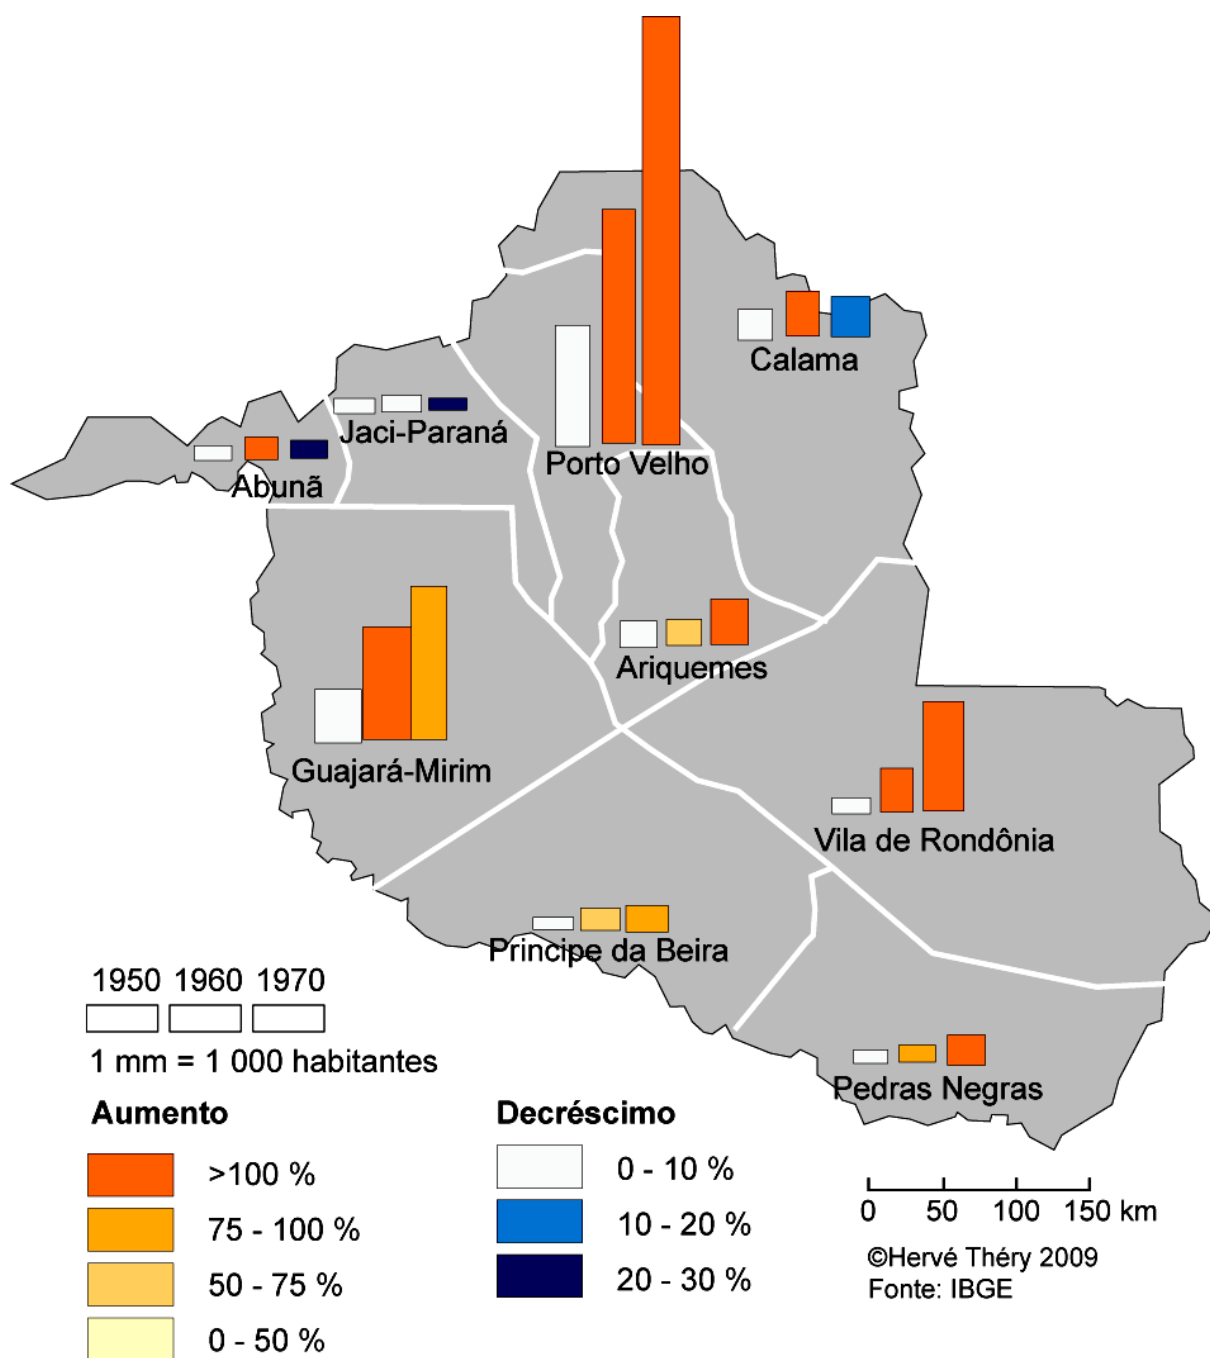 Calama
Jaci-Paraná
Porto Velho
Abunã
Ariquemes
Guajará-Mirim
Vila de Rondônia
Principe da Beira
1950 1960 1970
1 mm = 1 000 habitantes
Pedras Negras
Aumento
>100 %
75 - 100 %
50 - 75 %
0 - 50 %
Decréscimo
0 - 10 %
10 - 20 %
20 - 30 %
0 50 100 150 km
©Hervé Théry 2009
Fonte: IBGE